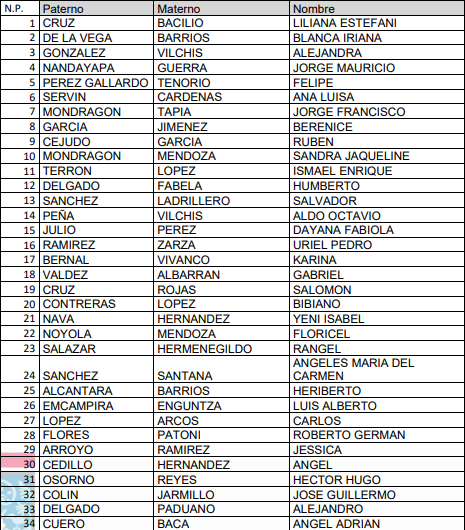 N.P. Paterno Materno Nombre
1 CRUZ BACILIO LILIANA ESTEFANI
2 DE LA VEGA BARRIOS BLANCA IRIANA
3 GONZALEZ VILCHIS ALEJANDRA
4 NANDAYAPA GUERRA JORGE MAURICIO
5 PEREZ GALLARDO TENORIO FELIPE
6 SERVIN CARDENAS ANA LUISA
7 MONDRAGON TAPIA JORGE FRANCISCO
8 GARCIA JIMENEZ BERENICE
9 CEJUDO GARCIA RUBEN
10 MONDRAGON MENDOZA SANDRA JAQUELINE
11 TERRON LOPEZ ISMAEL ENRIQUE
12 DELGADO FABELA HUMBERTO
13 SANCHEZ LADRILLERO SALVADOR
14 PEÑA VILCHIS ALDO OCTAVIO
15 JULIO PEREZ DAYANA FABIOLA
16 RAMIREZ ZARZA URIEL PEDRO
17 BERNAL VIVANCO KARINA
18 VALDEZ ALBARRAN GABRIEL
19 CRUZ ROJAS SALOMON
20 CONTRERAS LOPEZ BIBIANO
21 NAVA HERNANDEZ YENI ISABEL
22 NOYOLA MENDOZA FLORICEL
23 SALAZAR HERMENEGILDO RANGEL
ANGELES MARIA DEL
24 SANCHEZ SANTANA CARMEN
25 ALCANTARA BARRIOS HERIBERTO
26 EMCAMPIRA ENGUNTZA LUIS ALBERTO
27 LOPEZ ARCOS CARLOS
28 FLORES PATONI ROBERTO GERMAN
29 ARROYO RAMIREZ JESSICA
30 CEDILLO HERNANDEZ ANGEL
31 OSORNO REYES HECTOR HUGO
32 COLIN JARMILLO JOSE GUILLERMO
33 DELGADO PADUANO ALEJANDRO
34 CUERO BACA ANGEL ADRIAN